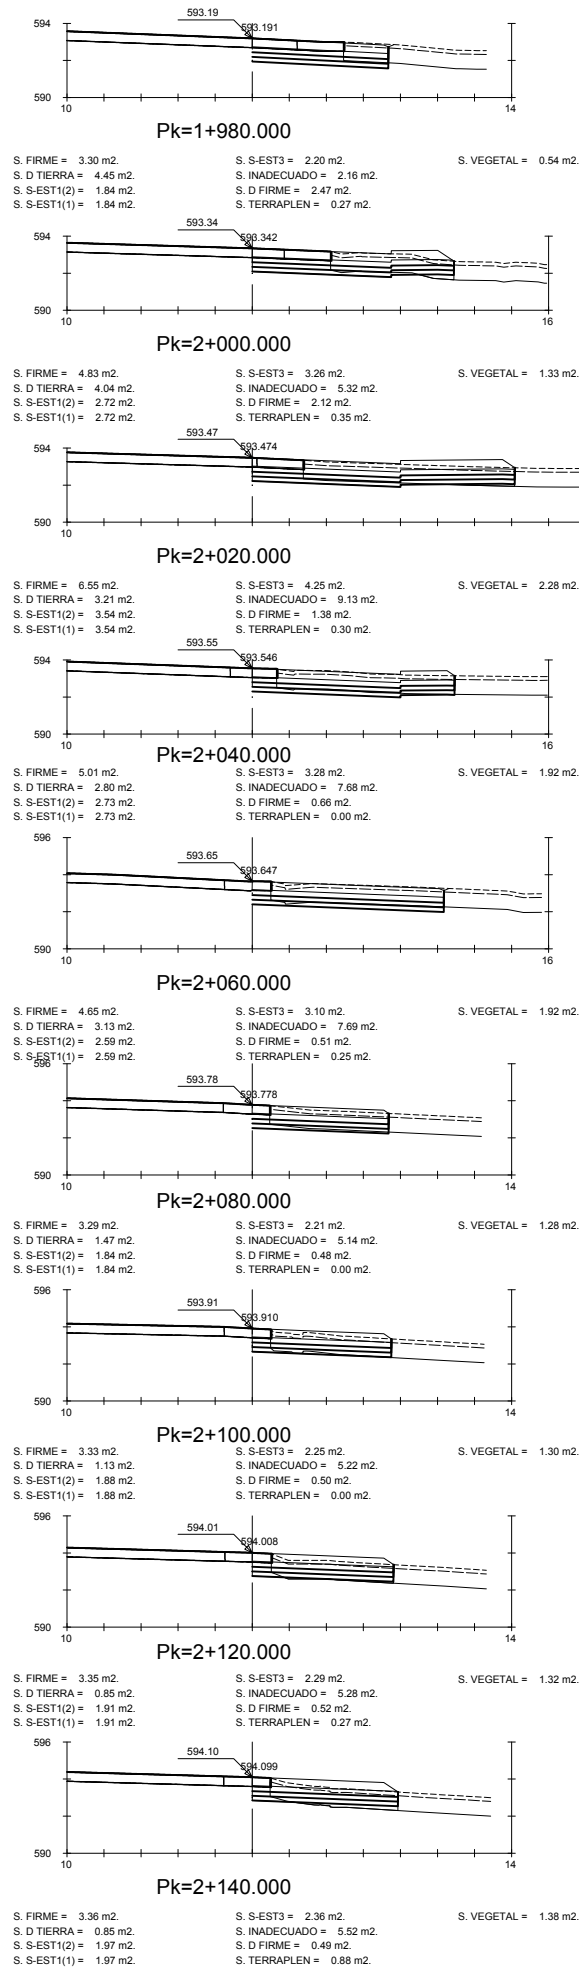 593.19
594
593.191
590
10
14
Pk=1+980.000
S. FIRME = 3.30 m2. S. S-EST3 = 2.20 m2. S. VEGETAL = 0.54 m2.
S. D TIERRA = 4.45 m2. S. INADECUADO = 2.16 m2.
S. S-EST1(2) = 1.84 m2. S. D FIRME = 2.47 m2.
S. S-EST1(1) = 1.84 m2. S. TERRAPLEN = 0.27 m2.
593.34
594
593.342
590
10
16
Pk=2+000.000
S. FIRME = 4.83 m2. S. S-EST3 = 3.26 m2. S. VEGETAL = 1.33 m2.
S. D TIERRA = 4.04 m2. S. INADECUADO = 5.32 m2.
S. S-EST1(2) = 2.72 m2. S. D FIRME = 2.12 m2.
S. S-EST1(1) = 2.72 m2. S. TERRAPLEN = 0.35 m2.
593.47
594
593.474
590
10
Pk=2+020.000
S. FIRME = 6.55 m2. S. S-EST3 = 4.25 m2. S. VEGETAL = 2.28 m2.
S. D TIERRA = 3.21 m2. S. INADECUADO = 9.13 m2.
S. S-EST1(2) = 3.54 m2. S. D FIRME = 1.38 m2.
S. S-EST1(1) = 3.54 m2. S. TERRAPLEN = 0.30 m2.
593.55
594
593.546
590
10
16
Pk=2+040.000
S. FIRME = 5.01 m2. S. S-EST3 = 3.28 m2. S. VEGETAL = 1.92 m2.
S. D TIERRA = 2.80 m2. S. INADECUADO = 7.68 m2.
S. S-EST1(2) = 2.73 m2. S. D FIRME = 0.66 m2.
S. S-EST1(1) = 2.73 m2. S. TERRAPLEN = 0.00 m2.
596
593.65
593.647
590
10
16
Pk=2+060.000
S. FIRME = 4.65 m2. S. S-EST3 = 3.10 m2. S. VEGETAL = 1.92 m2.
S. D TIERRA = 3.13 m2. S. INADECUADO = 7.69 m2.
S. S-EST1(2) = 2.59 m2. S. D FIRME = 0.51 m2.
S. S-EST1(1) = 2.59 m2. S. TERRAPLEN = 0.25 m2.
596
593.78
593.778
590
10
14
Pk=2+080.000
S. FIRME = 3.29 m2. S. S-EST3 = 2.21 m2. S. VEGETAL = 1.28 m2.
S. D TIERRA = 1.47 m2. S. INADECUADO = 5.14 m2.
S. S-EST1(2) = 1.84 m2. S. D FIRME = 0.48 m2.
S. S-EST1(1) = 1.84 m2. S. TERRAPLEN = 0.00 m2.
596
593.91
593.910
590
10
14
Pk=2+100.000
S. FIRME = 3.33 m2. S. S-EST3 = 2.25 m2. S. VEGETAL = 1.30 m2.
S. D TIERRA = 1.13 m2. S. INADECUADO = 5.22 m2.
S. S-EST1(2) = 1.88 m2. S. D FIRME = 0.50 m2.
S. S-EST1(1) = 1.88 m2. S. TERRAPLEN = 0.00 m2.
596
594.01
594.008
590
10
14
Pk=2+120.000
S. FIRME = 3.35 m2. S. S-EST3 = 2.29 m2. S. VEGETAL = 1.32 m2.
S. D TIERRA = 0.85 m2. S. INADECUADO = 5.28 m2.
S. S-EST1(2) = 1.91 m2. S. D FIRME = 0.52 m2.
S. S-EST1(1) = 1.91 m2. S. TERRAPLEN = 0.27 m2.
596
594.10
594.099
590
10
14
Pk=2+140.000
S. FIRME = 3.36 m2. S. S-EST3 = 2.36 m2. S. VEGETAL = 1.38 m2.
S. D TIERRA = 0.85 m2. S. INADECUADO = 5.52 m2.
S. S-EST1(2) = 1.97 m2. S. D FIRME = 0.49 m2.
S. S-EST1(1) = 1.97 m2. S. TERRAPLEN = 0.88 m2.